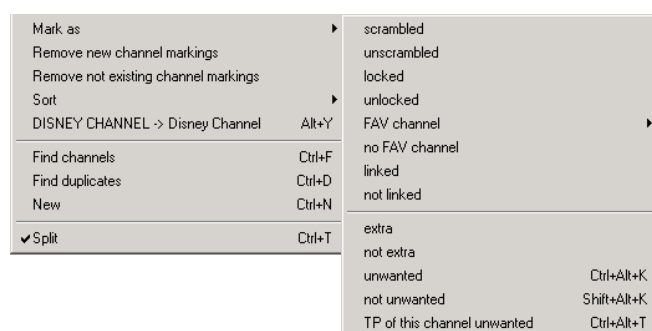 Mark as
Remove new channel markings
Remove not existing channel markings
Sort
DISNEY CHANNEL -> Disney Channel Alt+Y
Find channels Ctrl+F
Find duplicates Ctrl+D
New Ctrl+N
Split Ctrl+T
scrambled
unscrambled
locked
unlocked
FAV channel
no FAV channel
linked
not linked
extra
not extra
unwanted Ctrl+Alt+K
not unwanted Shift+Alt+K
TP of this channel unwanted Ctrl+Alt+T